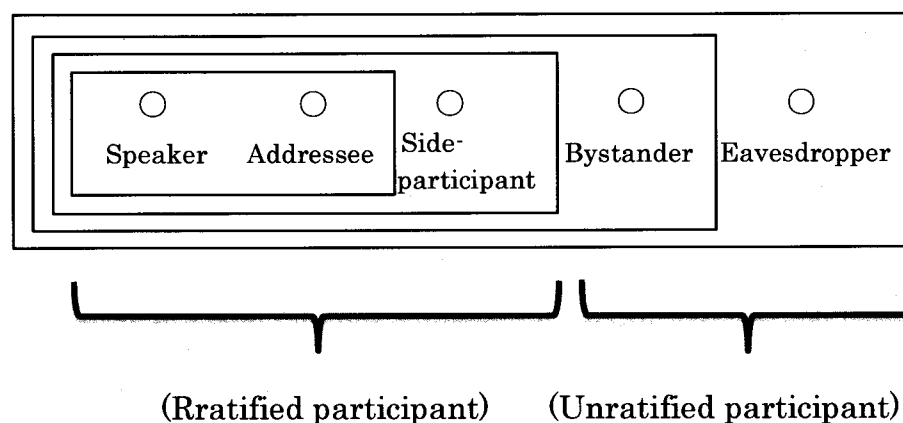 Speaker Addressee Side-participant Bystander Eavesdropper
(Rratified participant) (Unratified participant)